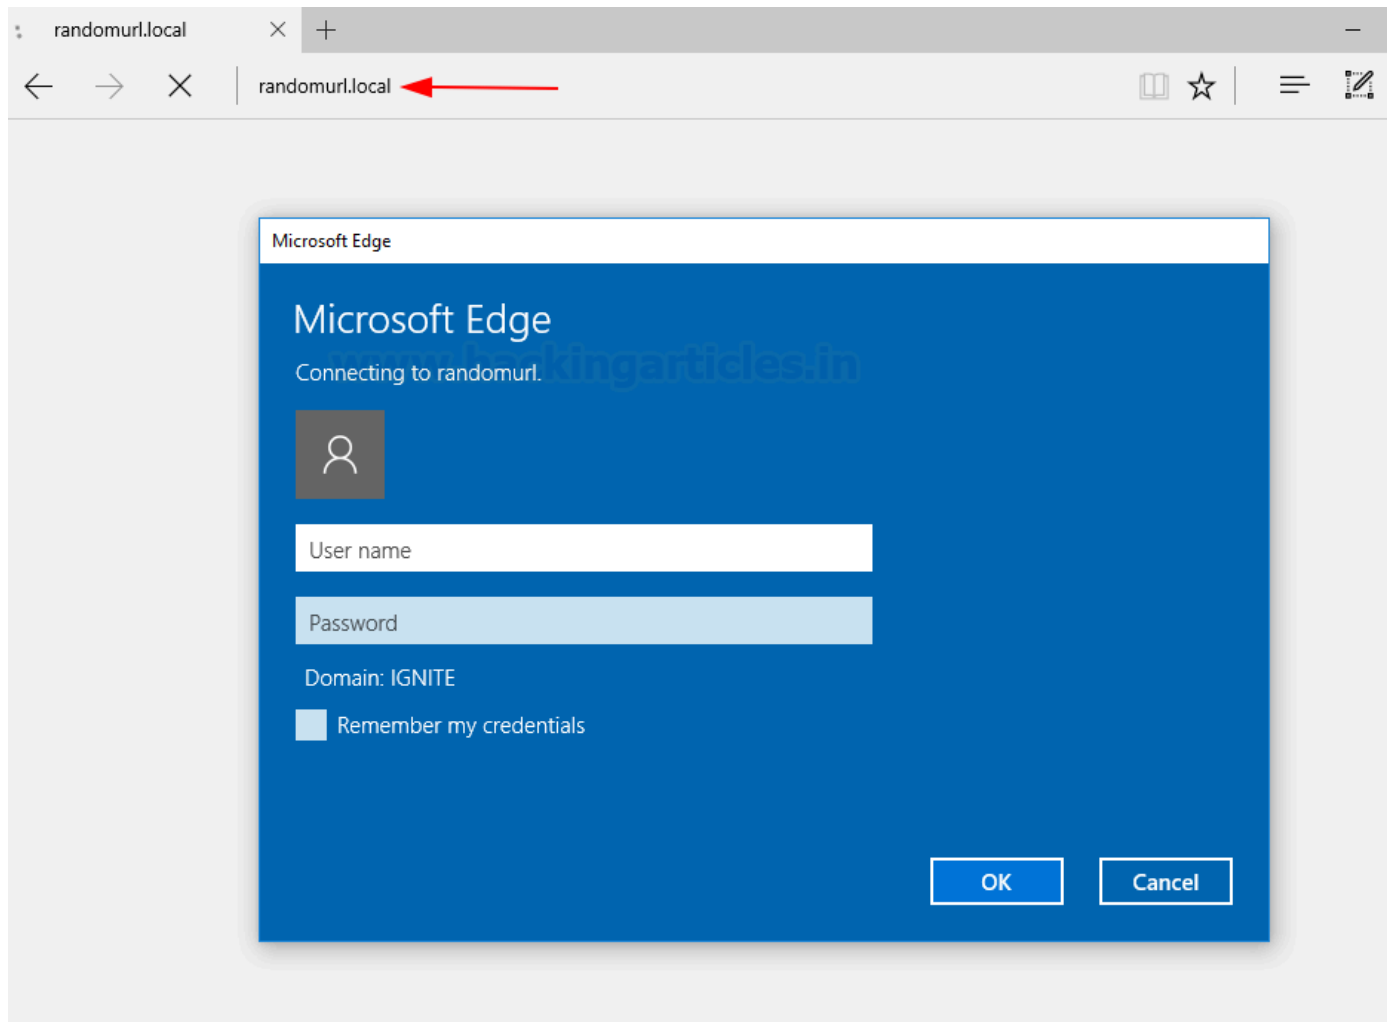 randomurl.local
randomurl.local
Microsoft Edge
Microsoft Edge
www.hackingarticles.in
Connecting to randomurl.
User name
Password
Domain: IGNITE
Remember my credentials
OK Cancel